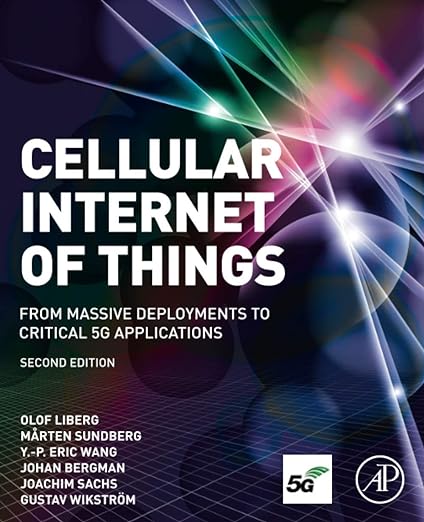 CELLULAR
INTERNET
OF THINGS
FROM MASSIVE DEPLOYMENTS TO
CRITICAL 5G APPLICATIONS
SECOND EDITION
OLOF LIBERG
MÅRTEN SUNDBERG
Y.-P. ERIC WANG
JOHAN BERGMAN
JOACHIM SACHS
GUSTAV WIKSTRÖM
5G
AP